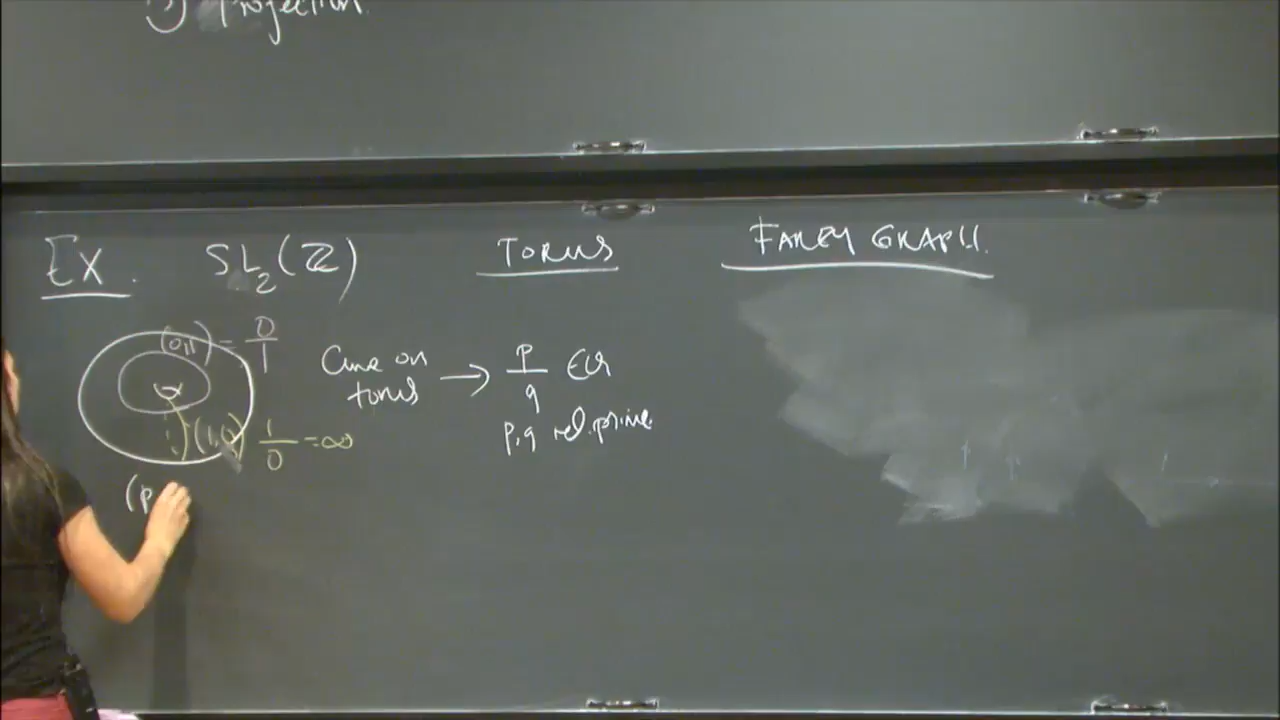 Projection.
Ex. SL₂(ℤ) TORUS FAREY GRAPH.
(0,1) = 0/1
Curve on torus → p/q ∈ Q
p,q rel. prime
(1,0) 1/0 = ∞
(p